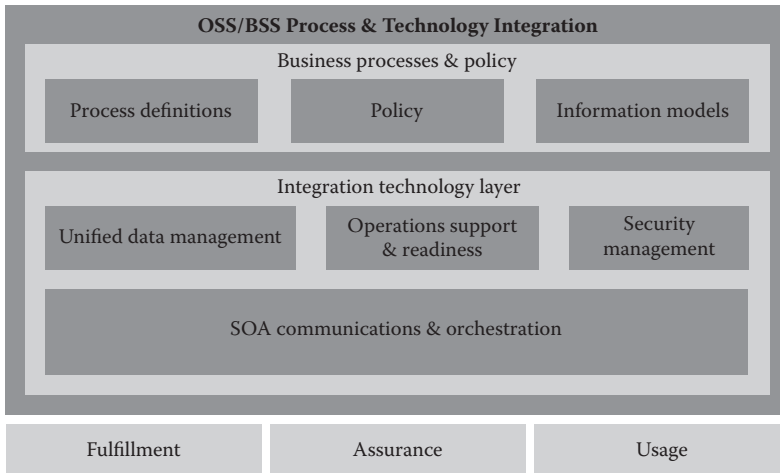 OSS/BSS Process & Technology Integration
Business processes & policy
Process definitions
Policy
Information models
Integration technology layer
Unified data management
Operations support
& readiness
Security
management
SOA communications & orchestration
Fulfillment
Assurance
Usage